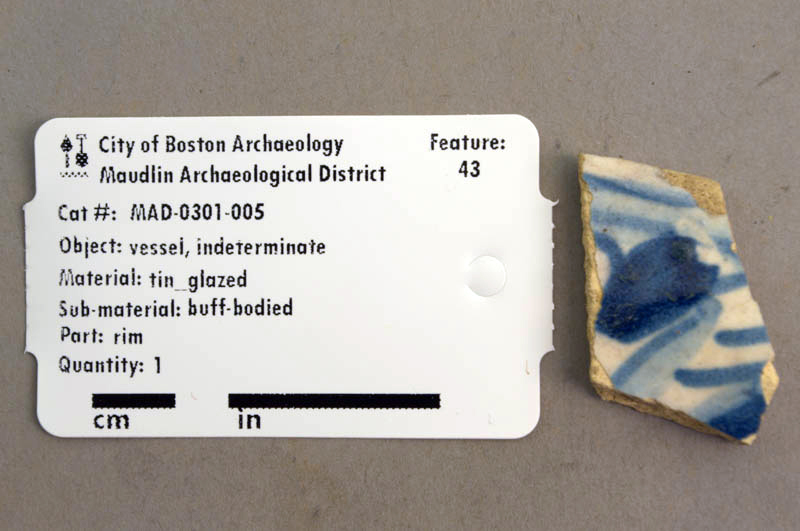 City of Boston Archaeology
Maudlin Archaeological District
Feature:
43
Cat #: MAD-0301-005
Object: vessel, indeterminate
Material: tin_glazed
Sub-material: buff-bodied
Part: rim
Quantity: 1
cm in